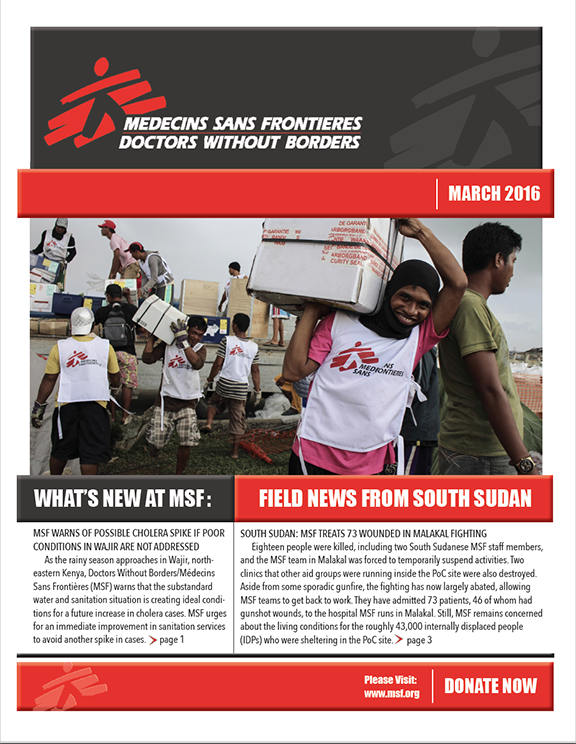 MEDECINS SANS FRONTIERES
DOCTORS WITHOUT BORDERS
MARCH 2016
DE GARANTIE
ARBORGBAND
CURITY SEAL
NS
MEDFIONTIERES
SANS
WHAT'S NEW AT MSF:
MSF WARNS OF POSSIBLE CHOLERA SPIKE IF POOR
CONDITIONS IN WAJIR ARE NOT ADDRESSED
As the rainy season approaches in Wajir, north-
eastern Kenya, Doctors Without Borders/Médecins
Sans Frontières (MSF) warns that the substandard
water and sanitation situation is creating ideal condi-
tions for a future increase in cholera cases. MSF urges
for an immediate improvement in sanitation services
to avoid another spike in cases. page 1
FIELD NEWS FROM SOUTH SUDAN
SOUTH SUDAN: MSF TREATS 73 WOUNDED IN MALAKAL FIGHTING
Eighteen people were killed, including two South Sudanese MSF staff members,
and the MSF team in Malakal was forced to temporarily suspend activities. Two
clinics that other aid groups were running inside the PoC site were also destroyed.
Aside from some sporadic gunfire, the fighting has now largely abated, allowing
MSF teams to get back to work. They have admitted 73 patients, 46 of whom had
gunshot wounds, to the hospital MSF runs in Malakal. Still, MSF remains concerned
about the living conditions for the roughly 43,000 internally displaced people
(IDPs) who were sheltering in the PoC site. page 3
Please Visit:
www.msf.org
DONATE NOW